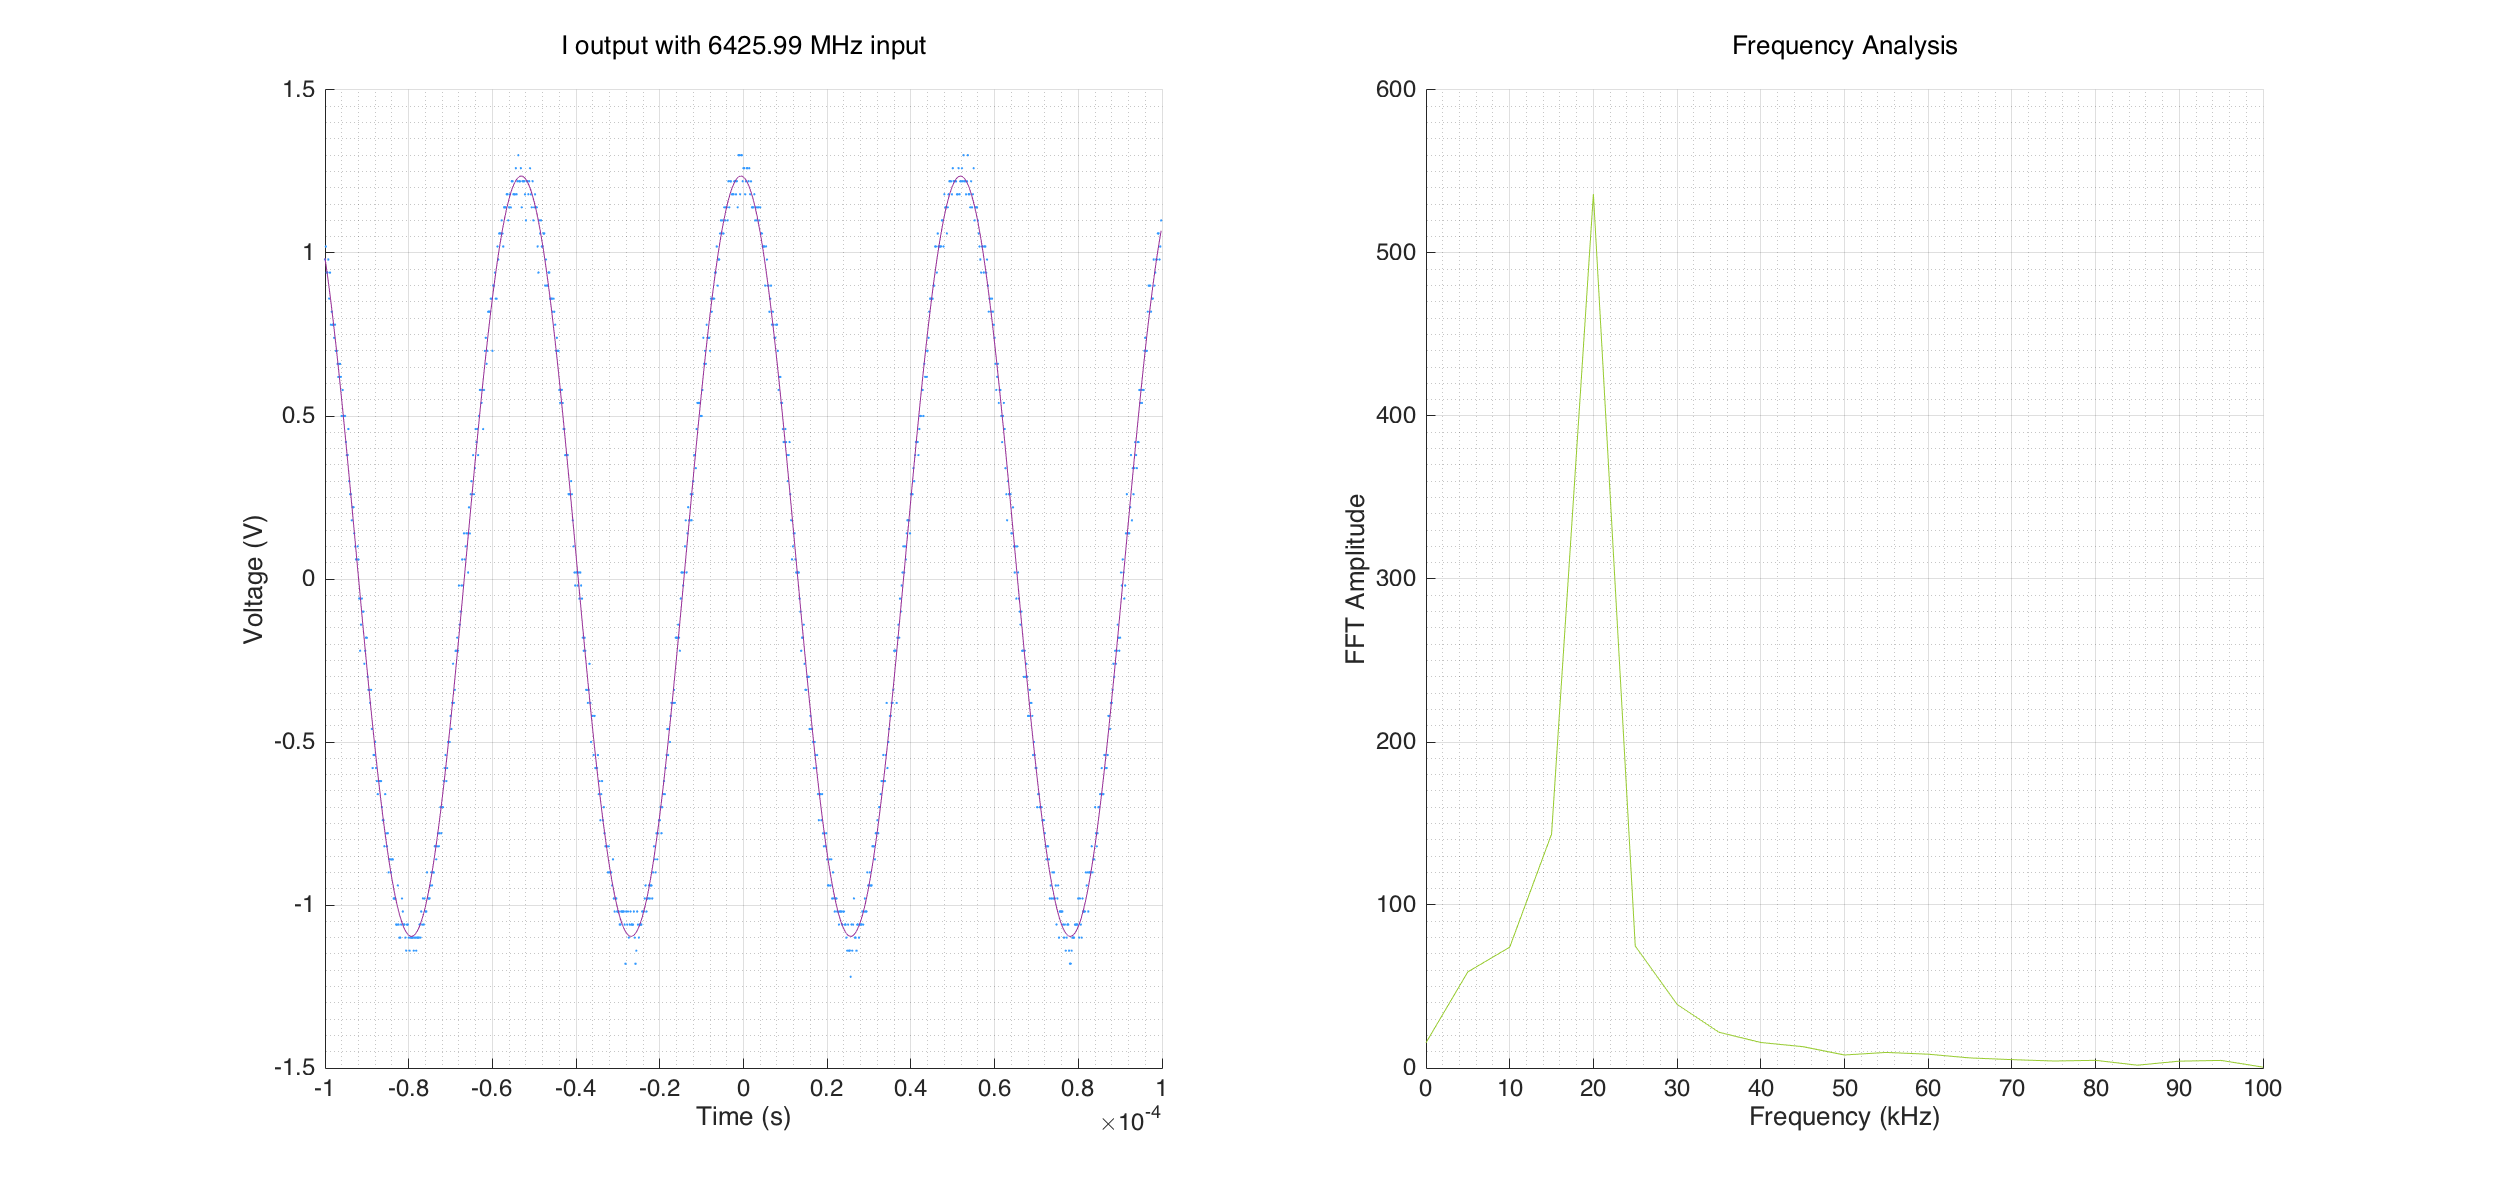 I output with 6425.99 MHz input
1.5
1
0.5
0
-0.5
-1
-1.5
Voltage (V)
-1 -0.8 -0.6 -0.4 -0.2 0 0.2 0.4 0.6 0.8 1
Time (s)
×10-4
Frequency Analysis
600
500
400
300
200
100
0
FFT Amplitude
0 10 20 30 40 50 60 70 80 90 100
Frequency (kHz)